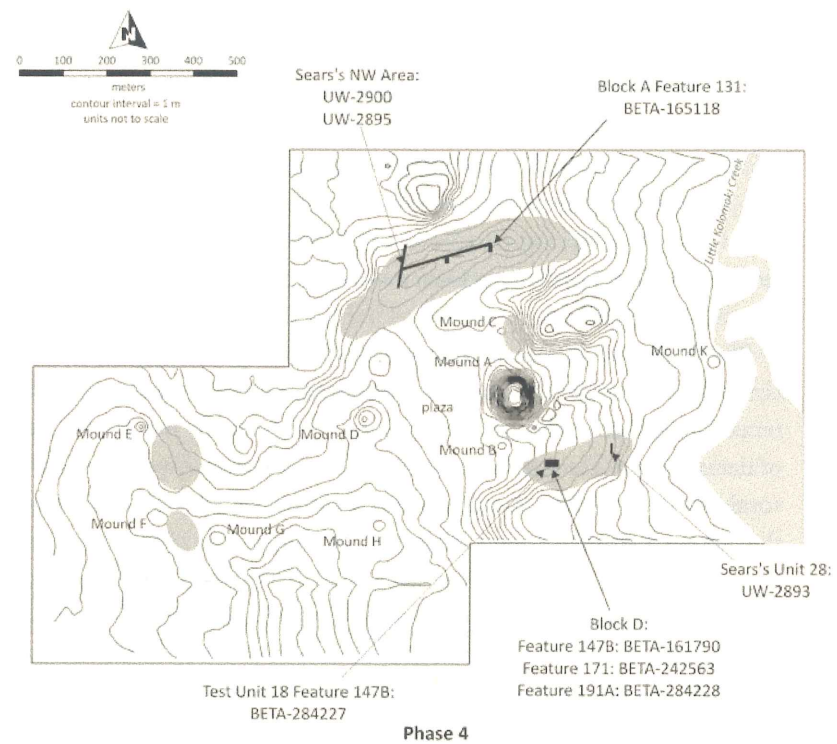 N
0 100 200 300 400 500
meters
contour interval = 1 m
units not to scale
Sears's NW Area:
UW-2900
UW-2895
Block A Feature 131:
BETA-165118
Little Kolomoki Creek
Mound C
Mound A
Mound K
plaza
Mound E
Mound D
Mound B
Mound F
Mound G
Mound H
Sears's Unit 28:
UW-2893
Block D:
Feature 147B: BETA-161790
Feature 171: BETA-242563
Feature 191A: BETA-284228
Test Unit 18 Feature 147B:
BETA-284227
Phase 4